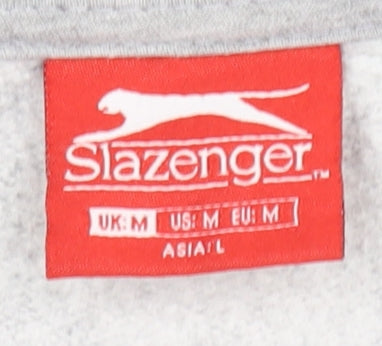 Slazenger™
UK: M US: M EU: M
ASIA: L